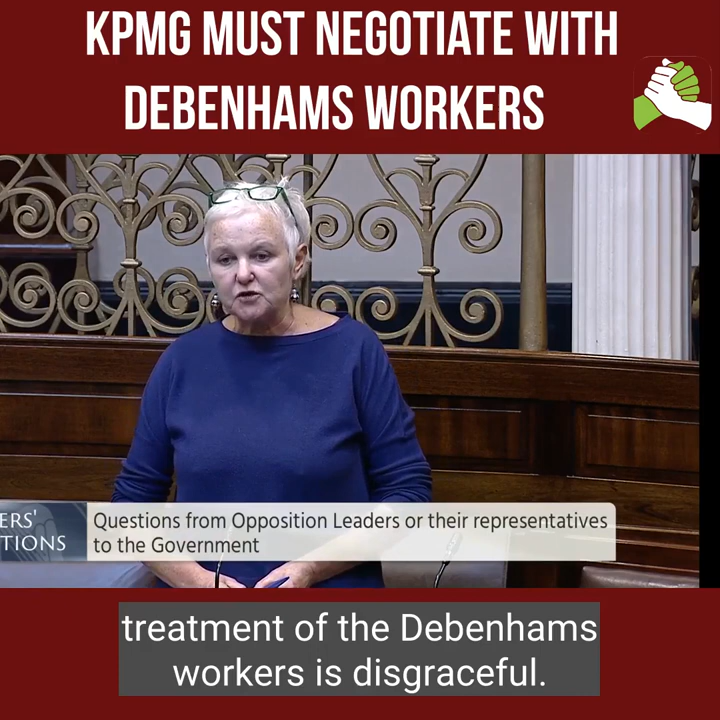 KPMG MUST NEGOTIATE WITH
DEBENHAMS WORKERS
ERS'
TIONS
Questions from Opposition Leaders or their representatives
to the Government
treatment of the Debenhams
workers is disgraceful.